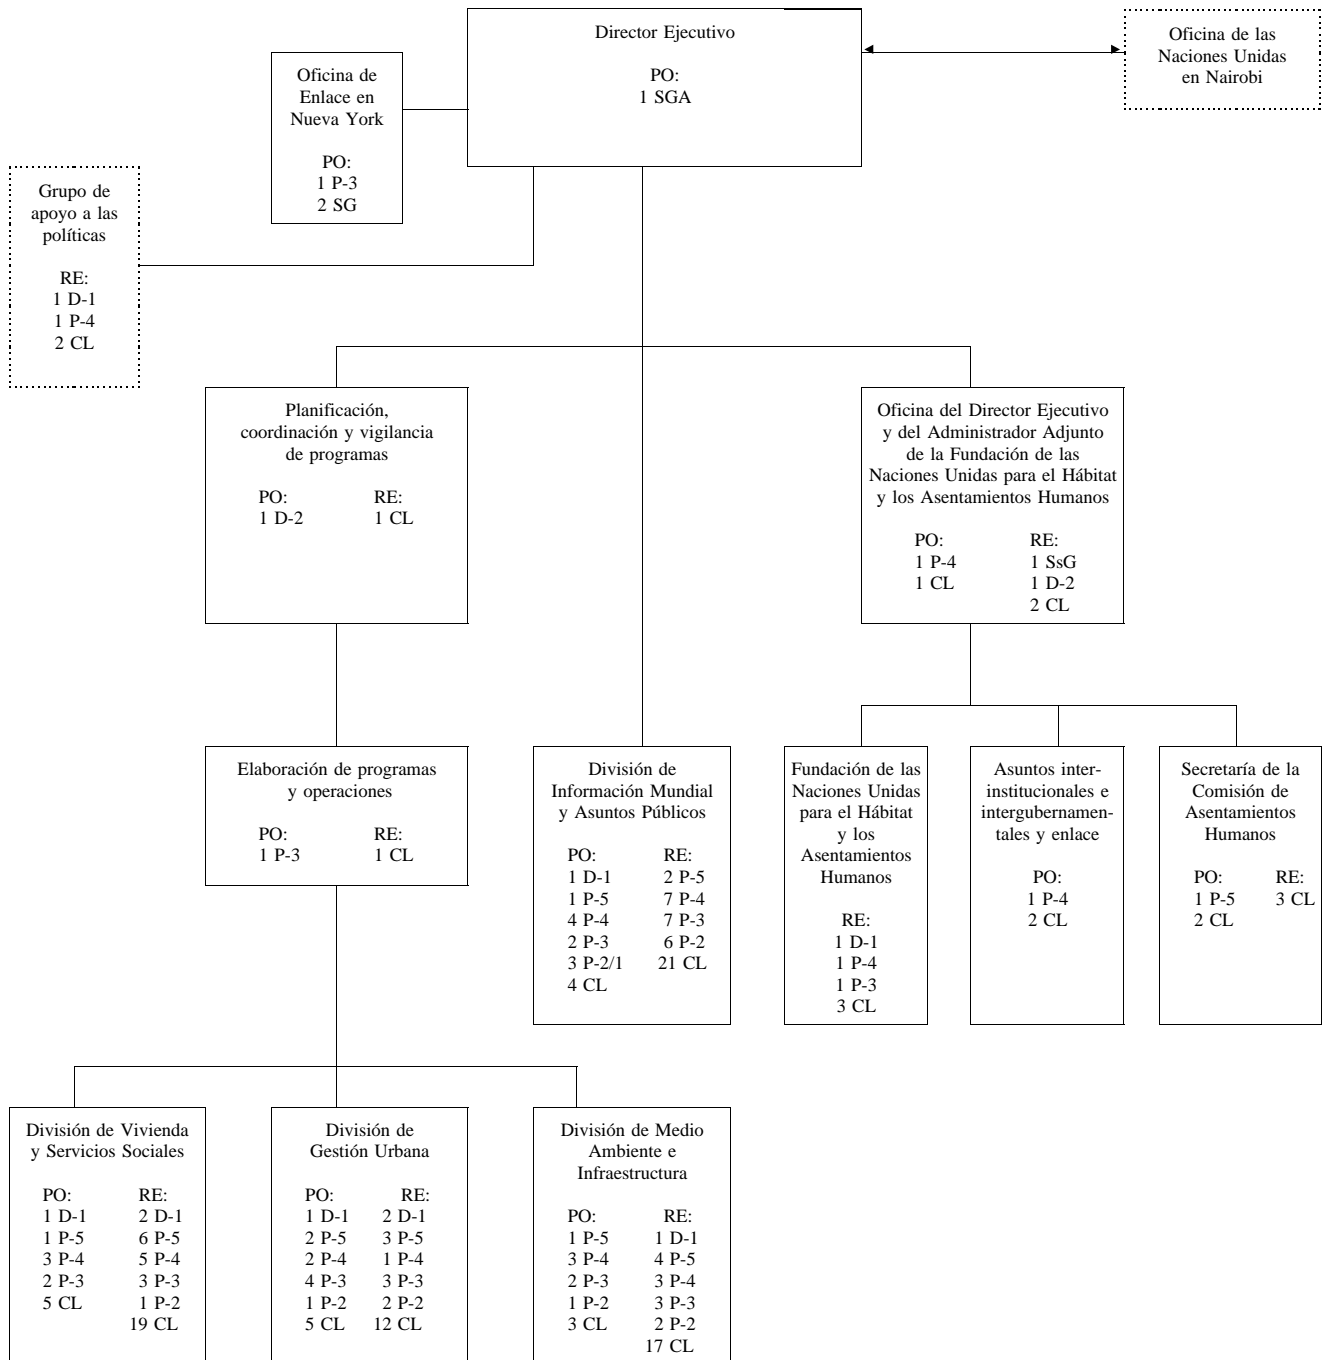 Director Ejecutivo
PO:
1 SGA
Oficina de las
Naciones Unidas
en Nairobi
Oficina de
Enlace en
Nueva York
PO:
1 P-3
2 SG
Grupo de
apoyo a las
políticas
RE:
1 D-1
1 P-4
2 CL
Planificación,
coordinación y vigilancia
de programas
PO: RE:
1 D-2 1 CL
Oficina del Director Ejecutivo
y del Administrador Adjunto
de la Fundación de las
Naciones Unidas para el Hábitat
y los Asentamientos Humanos
PO: RE:
1 P-4 1 SsG
1 CL 1 D-2
2 CL
Elaboración de programas
y operaciones
PO: RE:
1 P-3 1 CL
División de
Información Mundial
y Asuntos Públicos
PO: RE:
1 D-1 2 P-5
1 P-5 7 P-4
4 P-4 7 P-3
2 P-3 6 P-2
3 P-2/1 21 CL
4 CL
Fundación de las
Naciones Unidas
para el Hábitat
y los
Asentamientos
Humanos
RE:
1 D-1
1 P-4
1 P-3
3 CL
Asuntos inter-
institucionales e
intergubernamen-
tales y enlace
PO:
1 P-4
2 CL
Secretaría de la
Comisión de
Asentamientos
Humanos
PO: RE:
1 P-5 3 CL
2 CL
División de Vivienda
y Servicios Sociales
PO: RE:
1 D-1 2 D-1
1 P-5 6 P-5
3 P-4 5 P-4
2 P-3 3 P-3
5 CL 1 P-2
19 CL
División de
Gestión Urbana
PO: RE:
1 D-1 2 D-1
2 P-5 3 P-5
2 P-4 1 P-4
4 P-3 3 P-3
1 P-2 2 P-2
5 CL 12 CL
División de Medio
Ambiente e
Infraestructura
PO: RE:
1 P-5 1 D-1
3 P-4 4 P-5
2 P-3 3 P-4
1 P-2 3 P-3
3 CL 2 P-2
17 CL